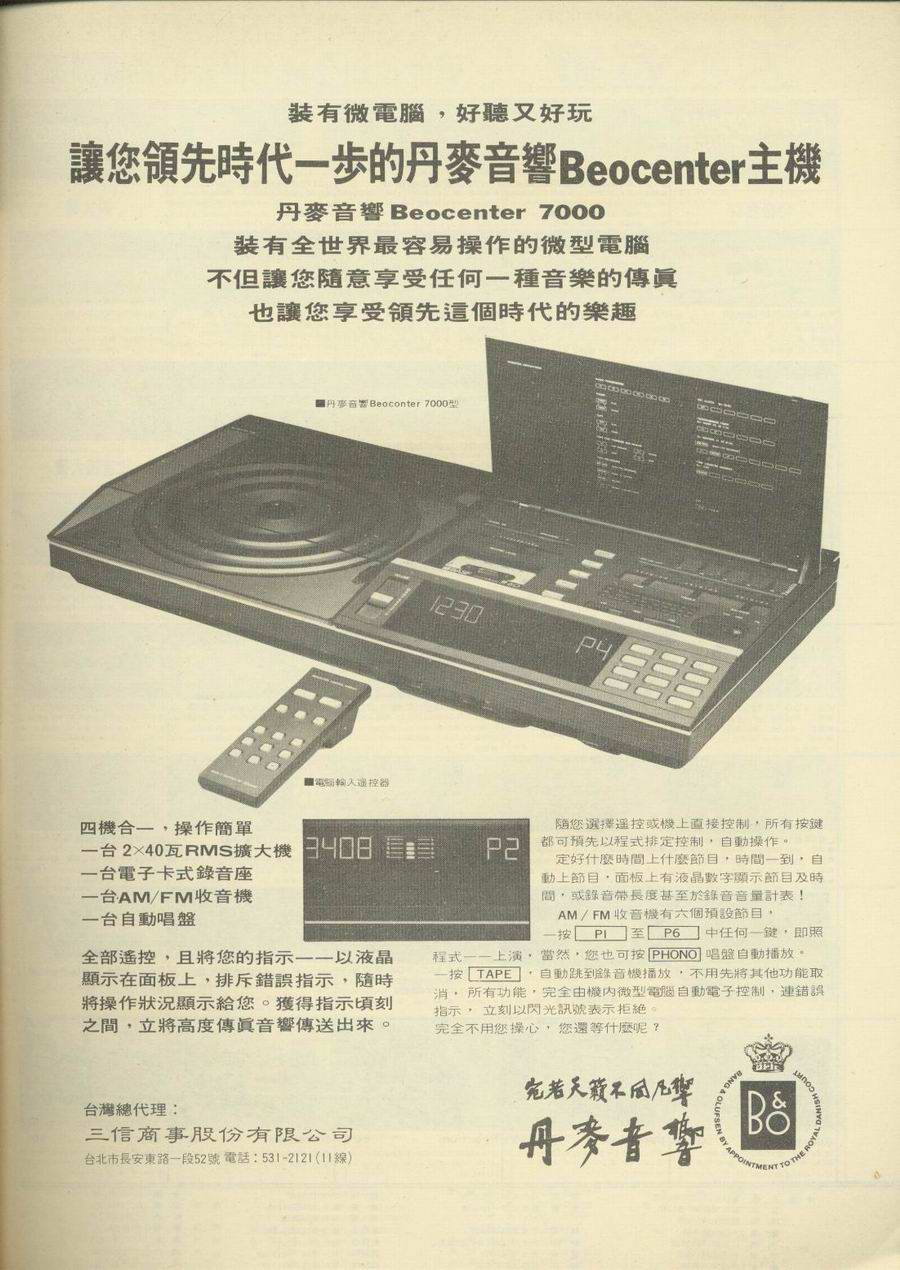 裝有微電腦，好聽又好玩
讓您領先時代一步的丹麥音響Beocenter主機
丹麥音響Beocenter 7000
裝有全世界最容易操作的微型電腦
不但讓您隨意享受任何一種音樂的傳眞
也讓您享受領先這個時代的樂趣
■丹麥音響Beoconter 7000型
1230
P4
■電腦輸入遙控器
四機合一，操作簡單
一台2×40瓦RMS擴大機
一台電子卡式錄音座
一台AM/FM收音機
一台自動唱盤
全部遙控，且將您的指示——以液晶
顯示在面板上，排斥錯誤指示，隨時
將操作狀況顯示給您。獲得指示頃刻
之間，立將高度傳眞音響傳送出來。
3408
P2
隨您選擇遙控或機上直接控制，所有按鍵
都可預先以程式排定控制，自動操作。
定好什麼時間上什麼節目，時間一到，自
動上節目，面板上有液晶數字顯示節目及時
間，或錄音帶長度甚至於錄音音量計表！
AM / FM收音機有六個預設節目，
一按 P1 至 P6 中任何一鍵，即照
程式一一上演，當然，您也可按 PHONO 唱盤自動播放。
一按 TAPE ，自動跳到錄音機播放，不用先將其他功能取
消，所有功能，完全由機內微型電腦自動電子控制，連錯誤
指示，立刻以閃光訊號表示拒絕。
完全不用您操心，您還等什麼呢？
宛若天籟不同凡響
丹麥音響
B&O
BANG & OLUFSEN BY APPOINTMENT TO THE ROYAL DANISH COURT
台灣總代理：
三信商事股份有限公司
台北市長安東路一段52號 電話：531-2121(11線)